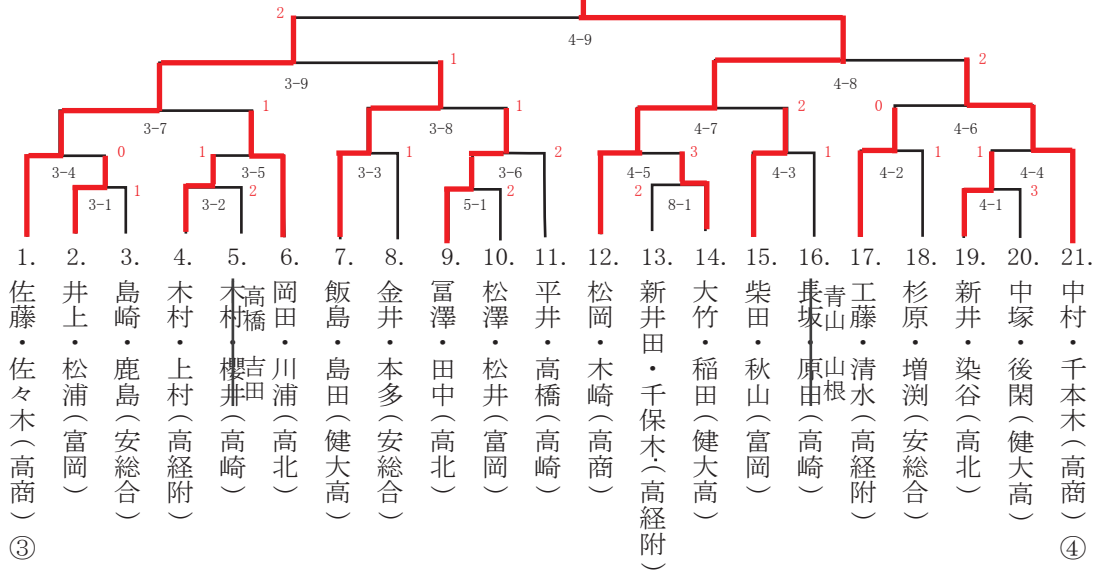 2
4-9
1
2
3-9
4-8
1
1
2
0
3-7
3-8
4-7
4-6
0
1
1
2
3
1
1
1
3-4
3-5
3-3
3-6
4-5
4-3
4-2
4-4
1
2
2
3
3-1
3-2
5-1
8-1
4-1
1.
2.
3.
4.
5.
6.
7.
8.
9.
10.
11.
12.
13.
14.
15.
16.
17.
18.
19.
20.
21.
佐藤・佐々木(高商)
井上・松浦(富岡)
島崎・鹿島(安総合)
木村・上村(高経附)
木村・櫻井(高崎)
高橋 吉田
岡田・川浦(高北)
飯島・島田(健大高)
金井・本多(安総合)
冨澤・田中(高北)
松澤・松井(富岡)
平井・高橋(高崎)
松岡・木崎(高商)
新井田・千保木(高経附)
大竹・稲田(健大高)
柴田・秋山(富岡)
長坂・原田(高崎)
青山 山根
工藤・清水(高経附)
杉原・増渕(安総合)
新井・染谷(高北)
中塚・後閑(健大高)
中村・千本木(高商)
③
④